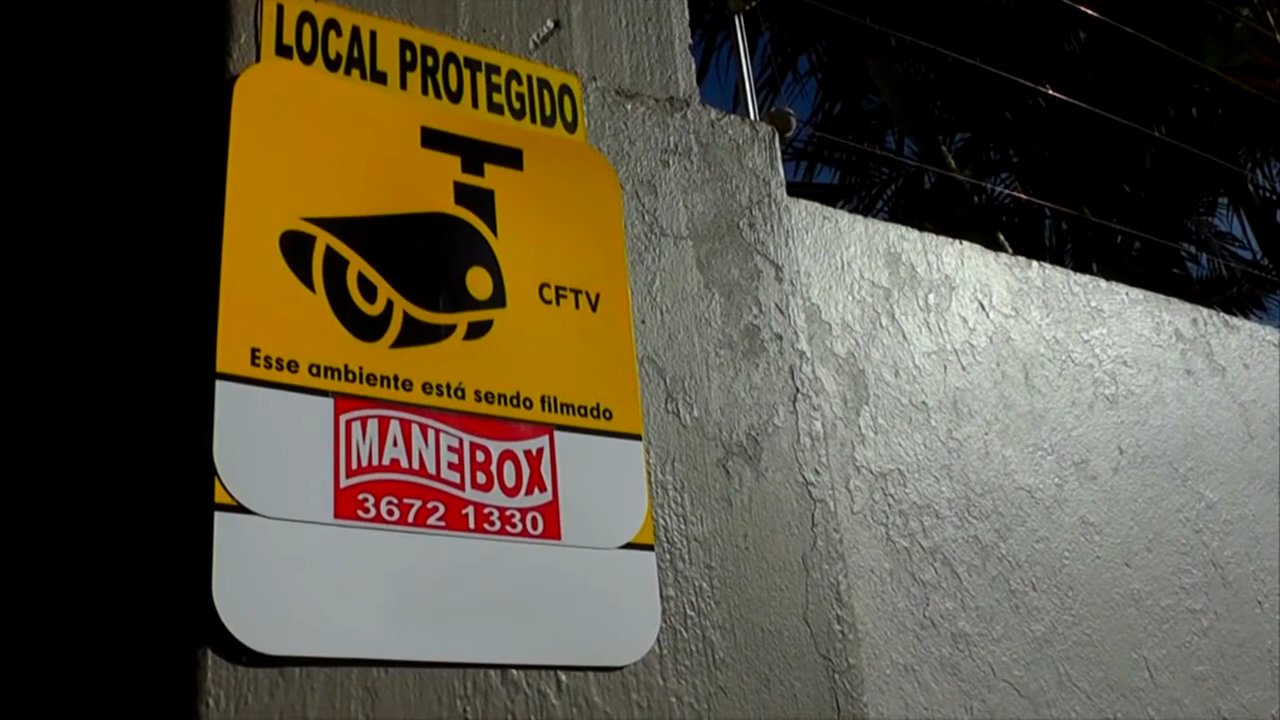 LOCAL PROTEGIDO
CFTV
Esse ambiente está sendo filmado
MANEBOX
3672 1330